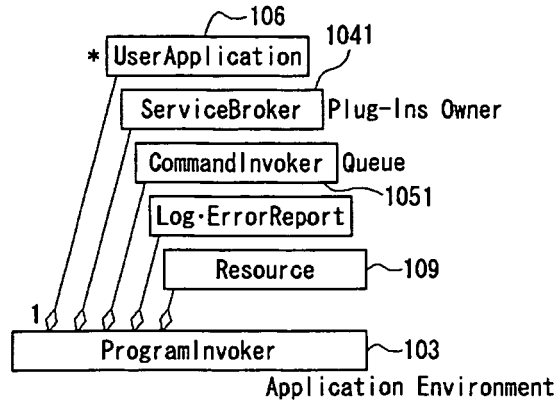 106
* UserApplication
1041
ServiceBroker Plug-Ins Owner
CommandInvoker Queue
1051
Log·ErrorReport
Resource 109
1
ProgramInvoker 103
Application Environment